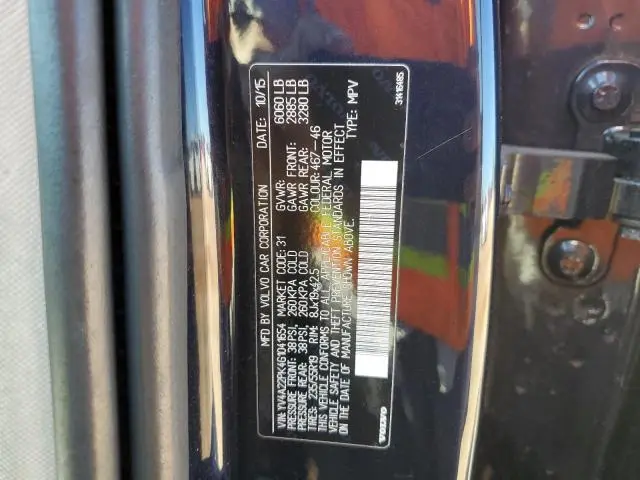 MFD BY VOLVO CAR CORPORATION DATE: 10/15
VIN: YV4A22PK4G1041654 MARKET CODE: 31 GVWR: 6060 LB
PRESSURE FRONT: 38PSI, 260KPA COLD GAWR FRONT: 2885 LB
PRESSURE REAR: 38PSI, 260KPA COLD GAWR REAR: 3280 LB
TIRES: 235/55R19 RIM: 8Jx19x42.5 COLOUR: 467-46
THIS VEHICLE CONFORMS TO ALL APPLICABLE FEDERAL MOTOR
VEHICLE SAFETY AND THEFT PREVENTION STANDARDS IN EFFECT
ON THE DATE OF MANUFACTURE SHOWN ABOVE. TYPE: MPV
VOLVO 31416485